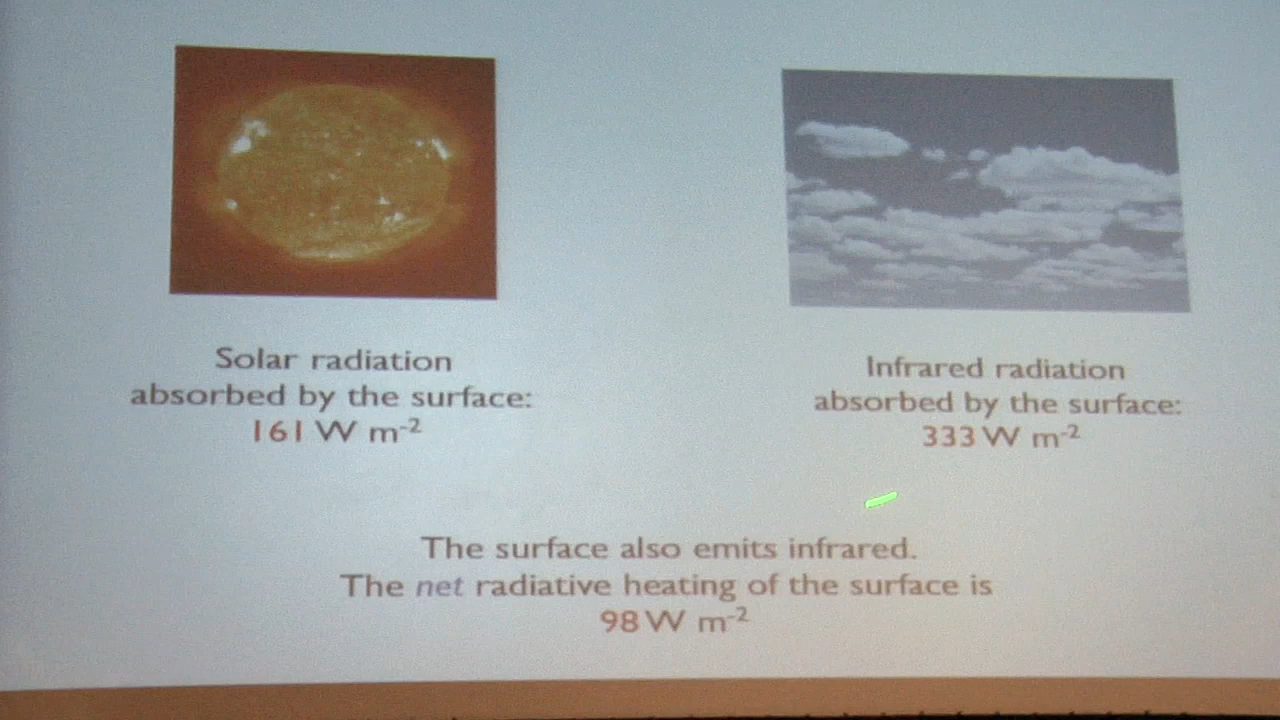 Solar radiation
absorbed by the surface:
161 W m-2
Infrared radiation
absorbed by the surface:
333 W m-2
The surface also emits infrared.
The net radiative heating of the surface is
98 W m-2